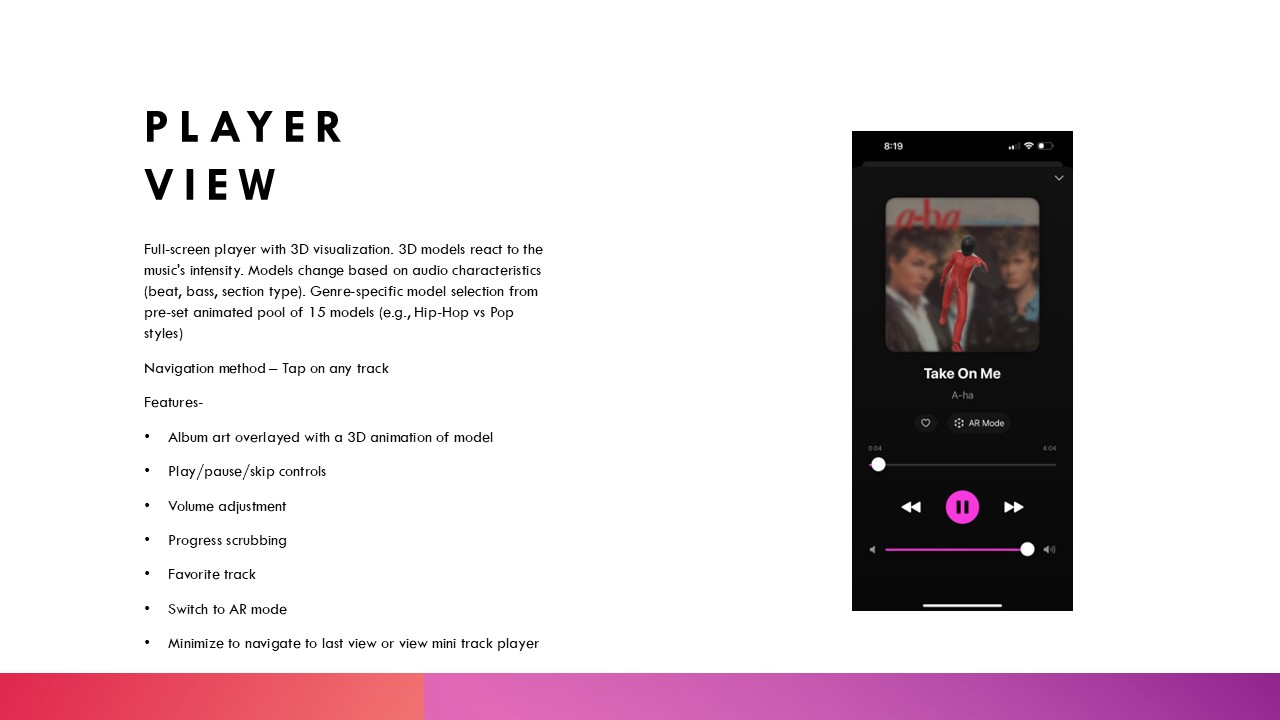 PLAYER
VIEW
Full-screen player with 3D visualization. 3D models react to the
music's intensity. Models change based on audio characteristics
(beat, bass, section type). Genre-specific model selection from
pre-set animated pool of 15 models (e.g., Hip-Hop vs Pop
styles)
Navigation method – Tap on any track
Features-
• Album art overlayed with a 3D animation of model
• Play/pause/skip controls
• Volume adjustment
• Progress scrubbing
• Favorite track
• Switch to AR mode
• Minimize to navigate to last view or view mini track player
8:19
a-ha
Take On Me
A-ha
AR Mode
0:04 4:04